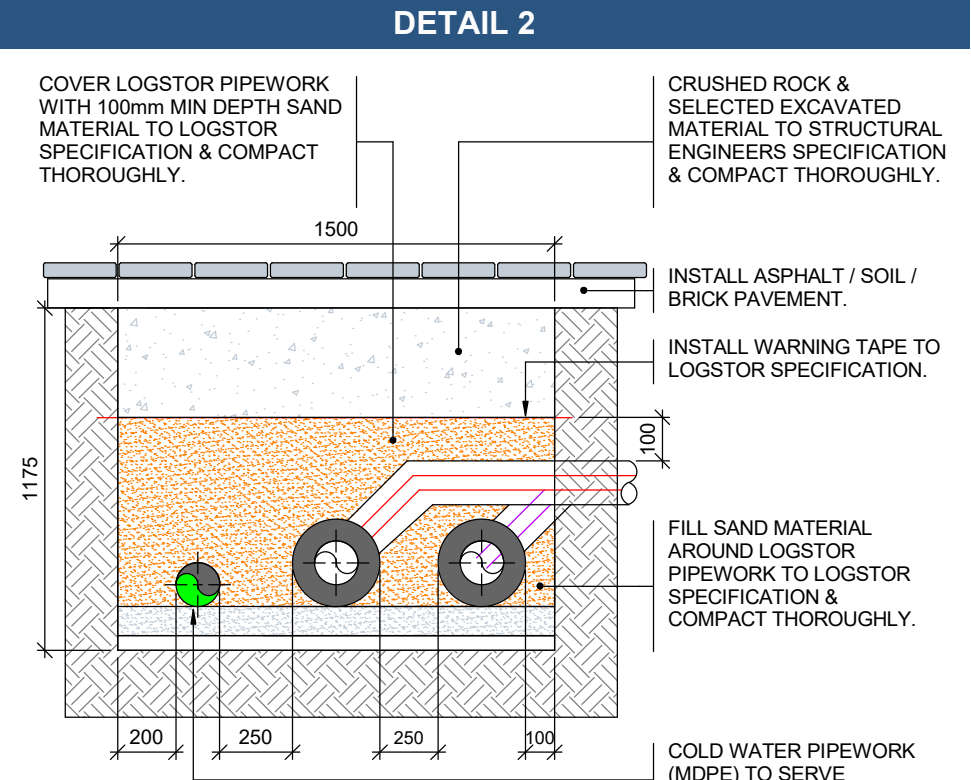 DETAIL 2
COVER LOGSTOR PIPEWORK
WITH 100mm MIN DEPTH SAND
MATERIAL TO LOGSTOR
SPECIFICATION & COMPACT
THOROUGHLY.
CRUSHED ROCK &
SELECTED EXCAVATED
MATERIAL TO STRUCTURAL
ENGINEERS SPECIFICATION
& COMPACT THOROUGHLY.
1500
INSTALL ASPHALT / SOIL /
BRICK PAVEMENT.
INSTALL WARNING TAPE TO
LOGSTOR SPECIFICATION.
100
1175
FILL SAND MATERIAL
AROUND LOGSTOR
PIPEWORK TO LOGSTOR
SPECIFICATION &
COMPACT THOROUGHLY.
200
250
250
100
COLD WATER PIPEWORK
(MDPE) TO SERVE